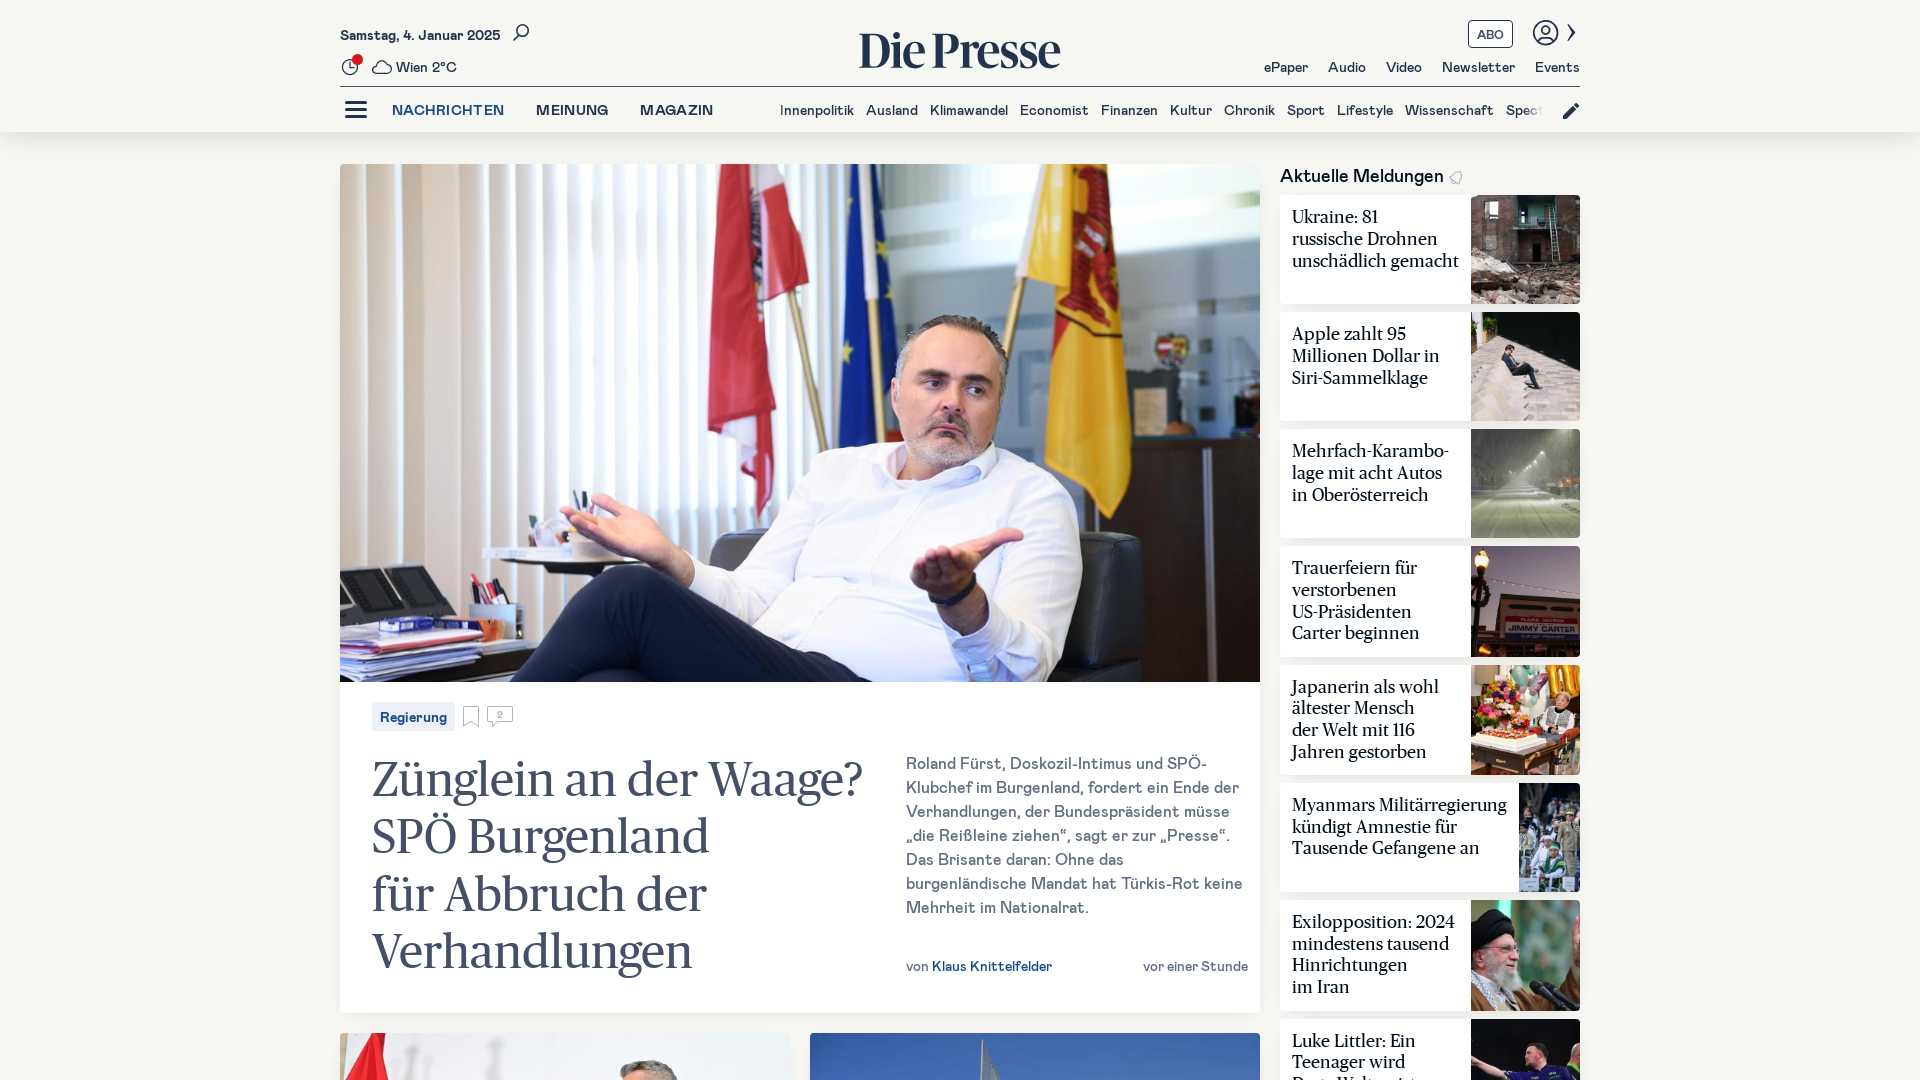 Samstag, 4. Januar 2025
Wien 2°C
Die Presse
ABO
ePaper Audio Video Newsletter Events
NACHRICHTEN MEINUNG MAGAZIN
Innenpolitik Ausland Klimawandel Economist Finanzen Kultur Chronik Sport Lifestyle Wissenschaft Spect
Regierung
2
Zünglein an der Waage?
SPÖ Burgenland
für Abbruch der
Verhandlungen
Roland Fürst, Doskozil-Intimus und SPÖ-
Klubchef im Burgenland, fordert ein Ende der
Verhandlungen, der Bundespräsident müsse
„die Reißleine ziehen“, sagt er zur „Presse“.
Das Brisante daran: Ohne das
burgenländische Mandat hat Türkis-Rot keine
Mehrheit im Nationalrat.
von Klaus Knittelfelder
vor einer Stunde
Aktuelle Meldungen
Ukraine: 81
russische Drohnen
unschädlich gemacht
Apple zahlt 95
Millionen Dollar in
Siri-Sammelklage
Mehrfach-Karambo-
lage mit acht Autos
in Oberösterreich
Trauerfeiern für
verstorbenen
US-Präsidenten
Carter beginnen
JIMMY CARTER
Japanerin als wohl
ältester Mensch
der Welt mit 116
Jahren gestorben
Myanmars Militärregierung
kündigt Amnestie für
Tausende Gefangene an
Exilopposition: 2024
mindestens tausend
Hinrichtungen
im Iran
Luke Littler: Ein
Teenager wird